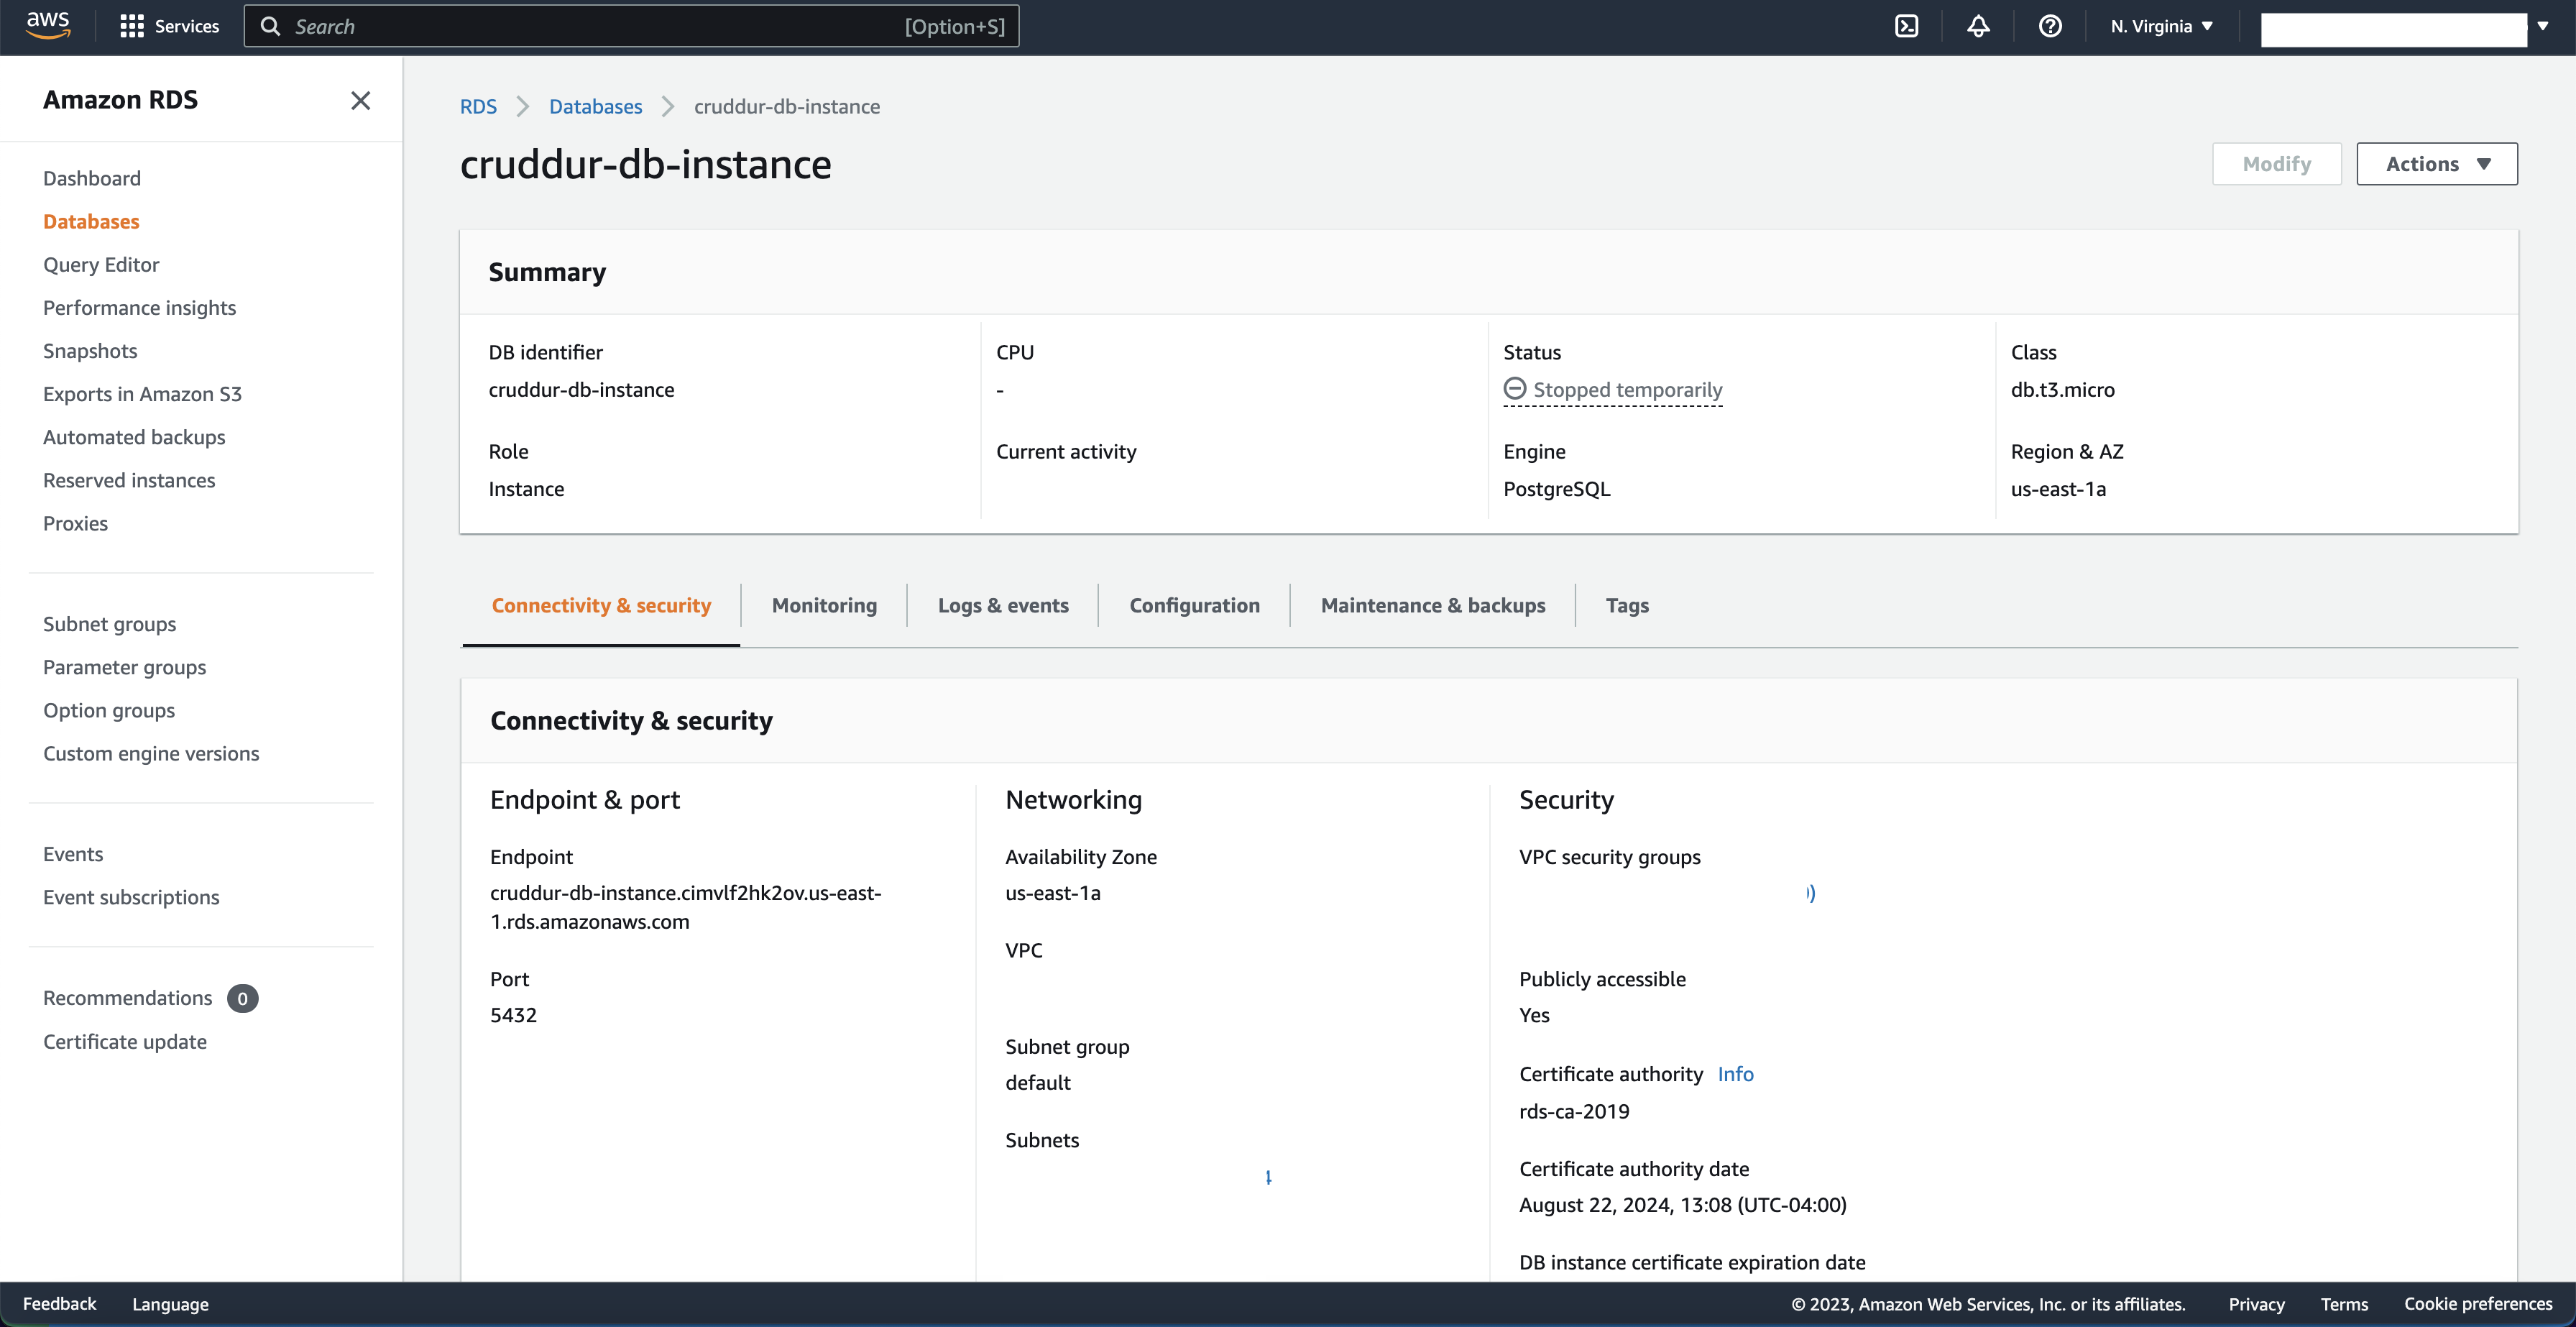 aws
Services
Search
[Option+S]
N. Virginia
Amazon RDS
Dashboard
Databases
Query Editor
Performance insights
Snapshots
Exports in Amazon S3
Automated backups
Reserved instances
Proxies
Subnet groups
Parameter groups
Option groups
Custom engine versions
Events
Event subscriptions
Recommendations 0
Certificate update
RDS > Databases > cruddur-db-instance
cruddur-db-instance
Modify
Actions
Summary
DB identifier
cruddur-db-instance
Role
Instance
CPU
-
Current activity
Status
Stopped temporarily
Engine
PostgreSQL
Class
db.t3.micro
Region & AZ
us-east-1a
Connectivity & security
Monitoring
Logs & events
Configuration
Maintenance & backups
Tags
Connectivity & security
Endpoint & port
Endpoint
cruddur-db-instance.cimvlf2hk2ov.us-east-
1.rds.amazonaws.com
Port
5432
Networking
Availability Zone
us-east-1a
VPC
Subnet group
default
Subnets
Security
VPC security groups
)
Publicly accessible
Yes
Certificate authority Info
rds-ca-2019
Certificate authority date
August 22, 2024, 13:08 (UTC-04:00)
DB instance certificate expiration date
Feedback
Language
© 2023, Amazon Web Services, Inc. or its affiliates.
Privacy
Terms
Cookie preferences